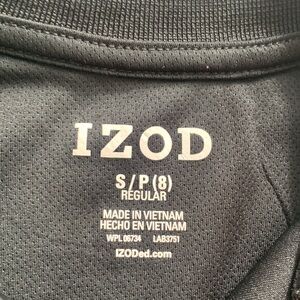 IZOD
S/P (8)
REGULAR
MADE IN VIETNAM
HECHO EN VIETNAM
WPL 06734 LAB3751
IZODed.com